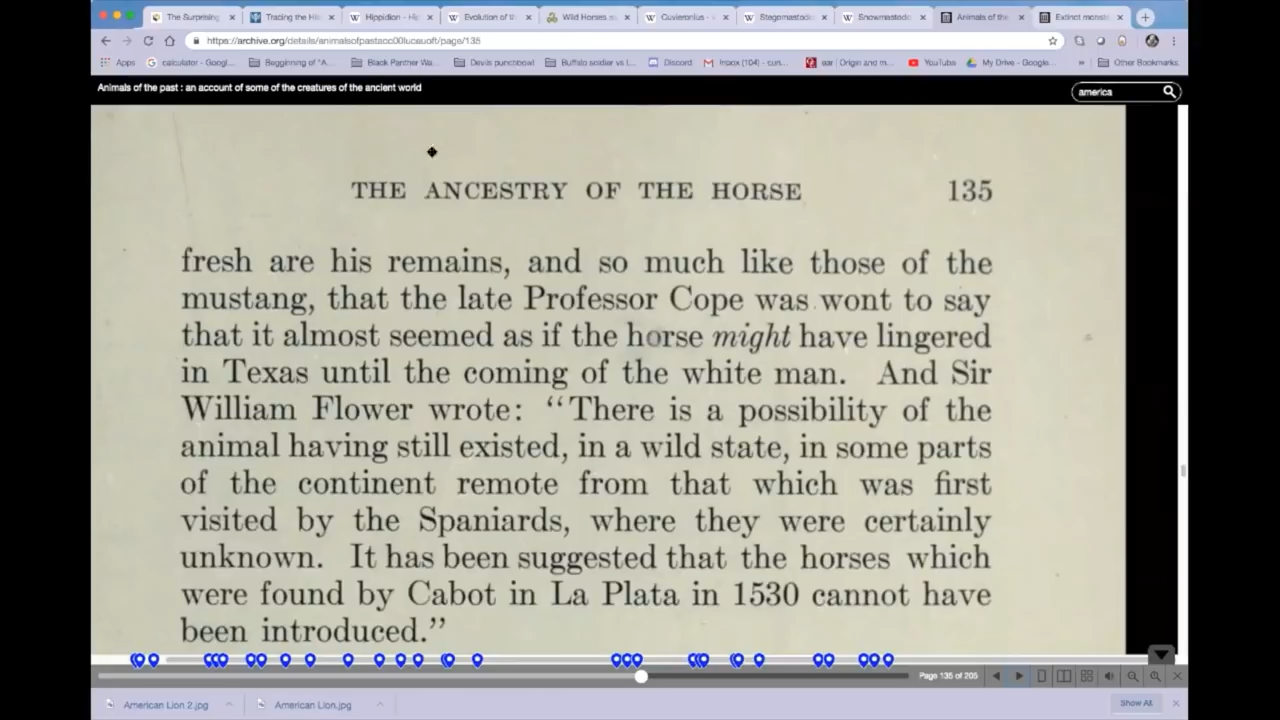 The Surprising
Tracing the Hi
Hippidion - Hi
Evolution of t
Wild Horses
Cuvieronius -
Stegomastodo
Snowmastodo
Animals of the
Extinct monst
https://archive.org/details/animalsofpastacc00lucauoft/page/135
Apps
calculator - Googl...
Beggining of "A...
Black Panther Wa...
Devils punchbowl
Buffalo soldier vs I...
Discord
Inbox (104) - cun...
ear | Origin and m...
YouTube
My Drive - Google...
»
Other Bookmarks
Animals of the past : an account of some of the creatures of the ancient world
america
THE ANCESTRY OF THE HORSE 135
fresh are his remains, and so much like those of the
mustang, that the late Professor Cope was wont to say
that it almost seemed as if the horse might have lingered
in Texas until the coming of the white man. And Sir
William Flower wrote: “There is a possibility of the
animal having still existed, in a wild state, in some parts
of the continent remote from that which was first
visited by the Spaniards, where they were certainly
unknown. It has been suggested that the horses which
were found by Cabot in La Plata in 1530 cannot have
been introduced.”
Page 135 of 205
American Lion 2.jpg
American Lion.jpg
Show All